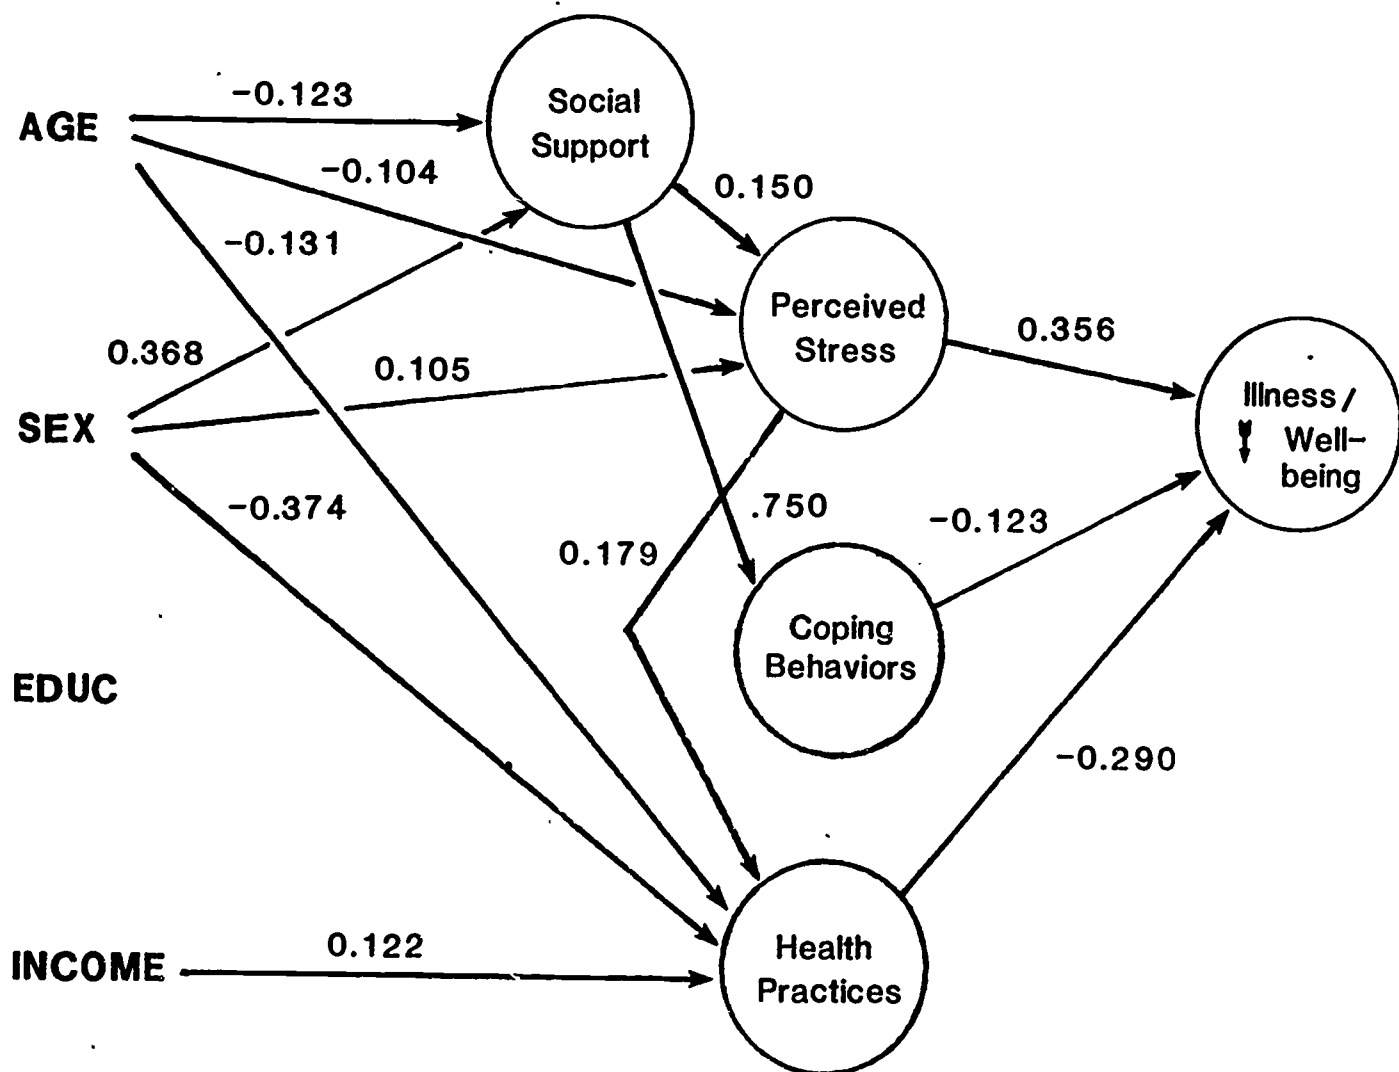 -0.123
Social
Support
AGE
-0.104
0.150
-0.131
Perceived
Stress
0.356
0.368
0.105
Illness/
Well-
being
SEX
-0.374
.750
-0.123
0.179
Coping
Behaviors
EDUC
-0.290
0.122
Health
Practices
INCOME